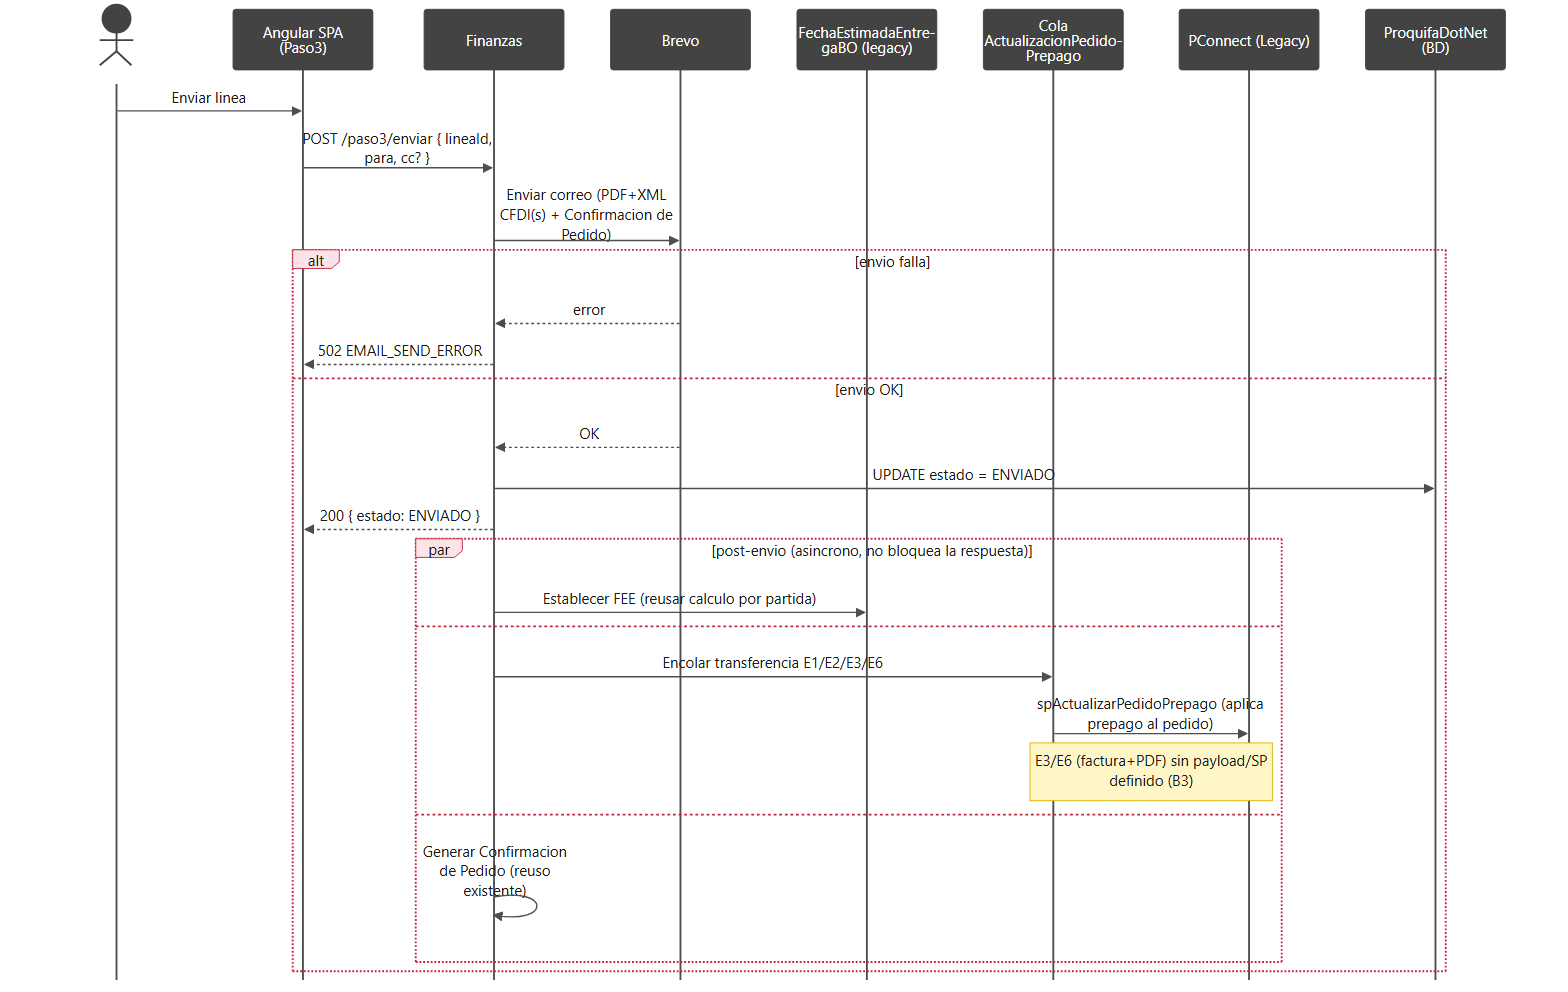 Angular SPA
(Paso3)
Finanzas
Brevo
FechaEstimadaEntre-
gaBO (legacy)
Cola
ActualizacionPedido-
Prepago
PConnect (Legacy)
ProquifaDotNet
(BD)
Enviar linea
POST /paso3/enviar { lineaId,
para, cc? }
Enviar correo (PDF+XML
CFDI(s) + Confirmacion de
Pedido)
alt
[envio falla]
error
502 EMAIL_SEND_ERROR
[envio OK]
OK
UPDATE estado = ENVIADO
200 { estado: ENVIADO }
par
[post-envio (asincrono, no bloquea la respuesta)]
Establecer FEE (reusar calculo por partida)
Encolar transferencia E1/E2/E3/E6
spActualizarPedidoPrepago (aplica
prepago al pedido)
E3/E6 (factura+PDF) sin payload/SP
definido (B3)
Generar Confirmacion
de Pedido (reuso
existente)